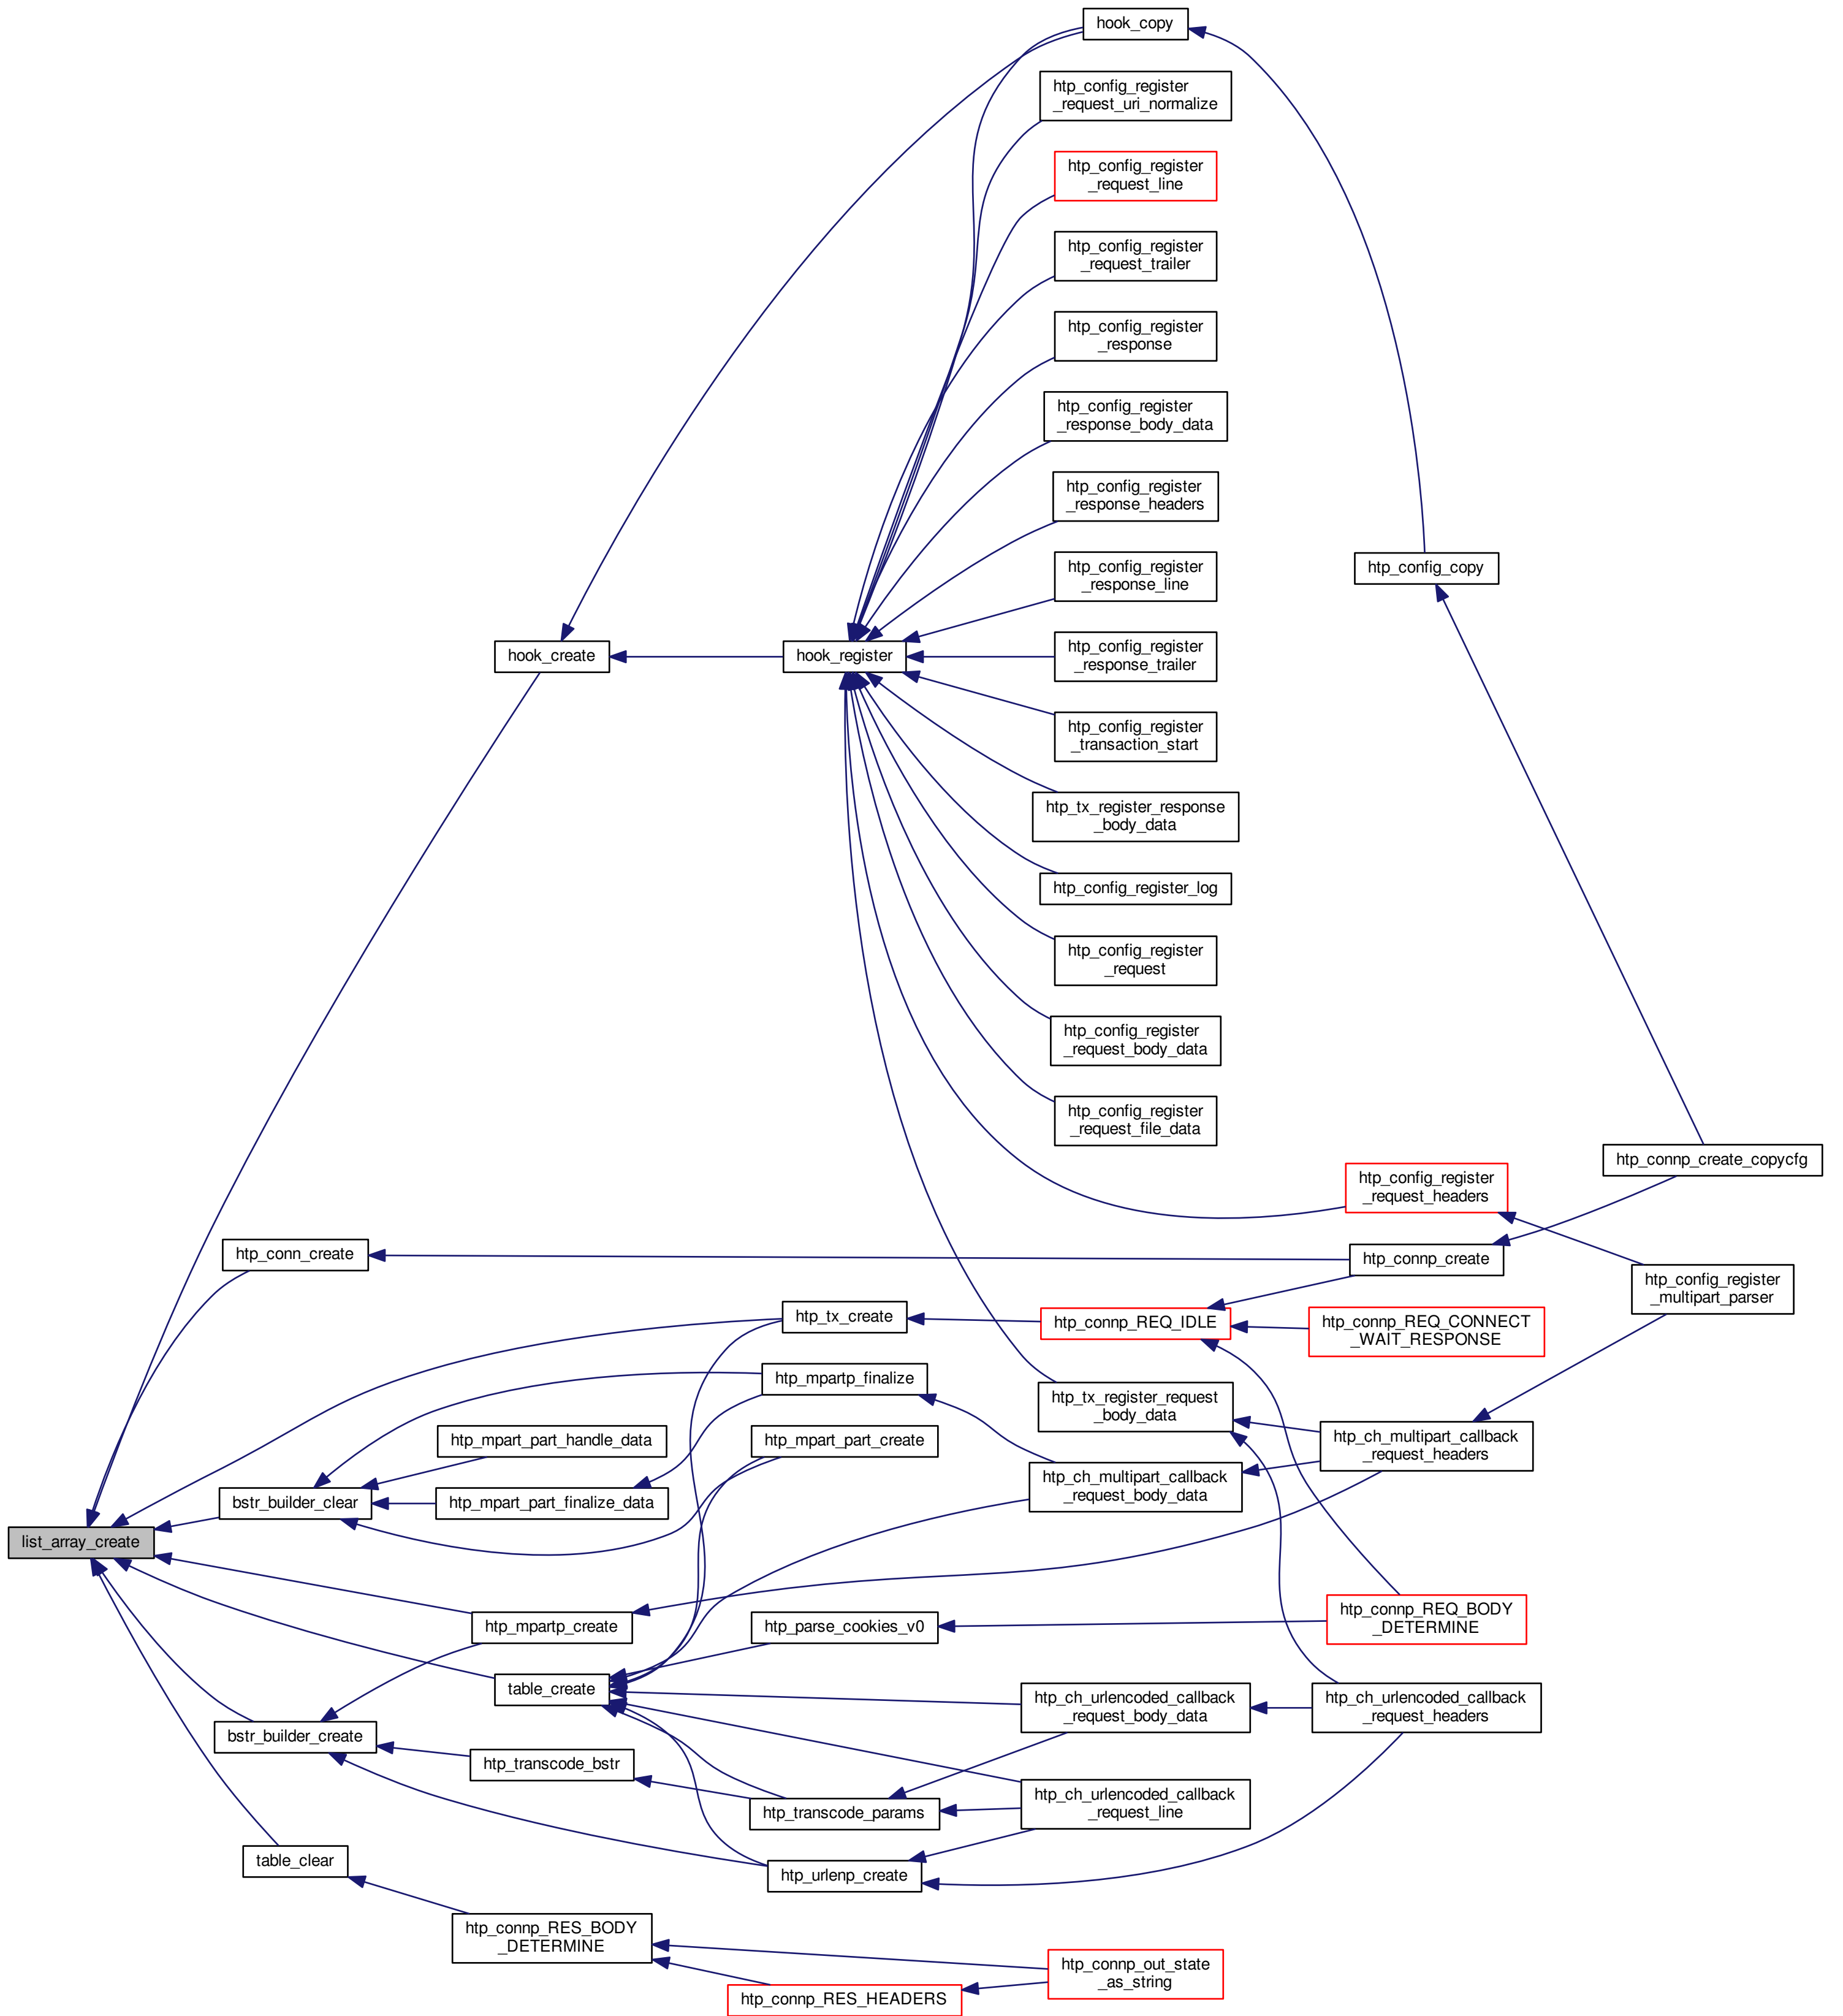 hook_copy
htp_config_register
_request_uri_normalize
htp_config_register
_request_line
htp_config_register
_request_trailer
htp_config_register
_response
htp_config_register
_response_body_data
htp_config_register
_response_headers
htp_config_register
_response_line
htp_config_copy
hook_create
hook_register
htp_config_register
_response_trailer
htp_config_register
_transaction_start
htp_tx_register_response
_body_data
htp_config_register_log
htp_config_register
_request
htp_config_register
_request_body_data
htp_config_register
_request_file_data
htp_connp_create_copycfg
htp_config_register
_request_headers
htp_conn_create
htp_connp_create
htp_config_register
_multipart_parser
htp_tx_create
htp_connp_REQ_IDLE
htp_connp_REQ_CONNECT
_WAIT_RESPONSE
htp_mpartp_finalize
htp_tx_register_request
_body_data
htp_mpart_part_handle_data
htp_mpart_part_create
htp_ch_multipart_callback
_request_headers
bstr_builder_clear
htp_mpart_part_finalize_data
htp_ch_multipart_callback
_request_body_data
list_array_create
htp_mpartp_create
htp_parse_cookies_v0
htp_connp_REQ_BODY
_DETERMINE
table_create
htp_ch_urlencoded_callback
_request_body_data
htp_ch_urlencoded_callback
_request_headers
bstr_builder_create
htp_transcode_bstr
htp_transcode_params
htp_ch_urlencoded_callback
_request_line
table_clear
htp_urlenp_create
htp_connp_RES_BODY
_DETERMINE
htp_connp_out_state
_as_string
htp_connp_RES_HEADERS